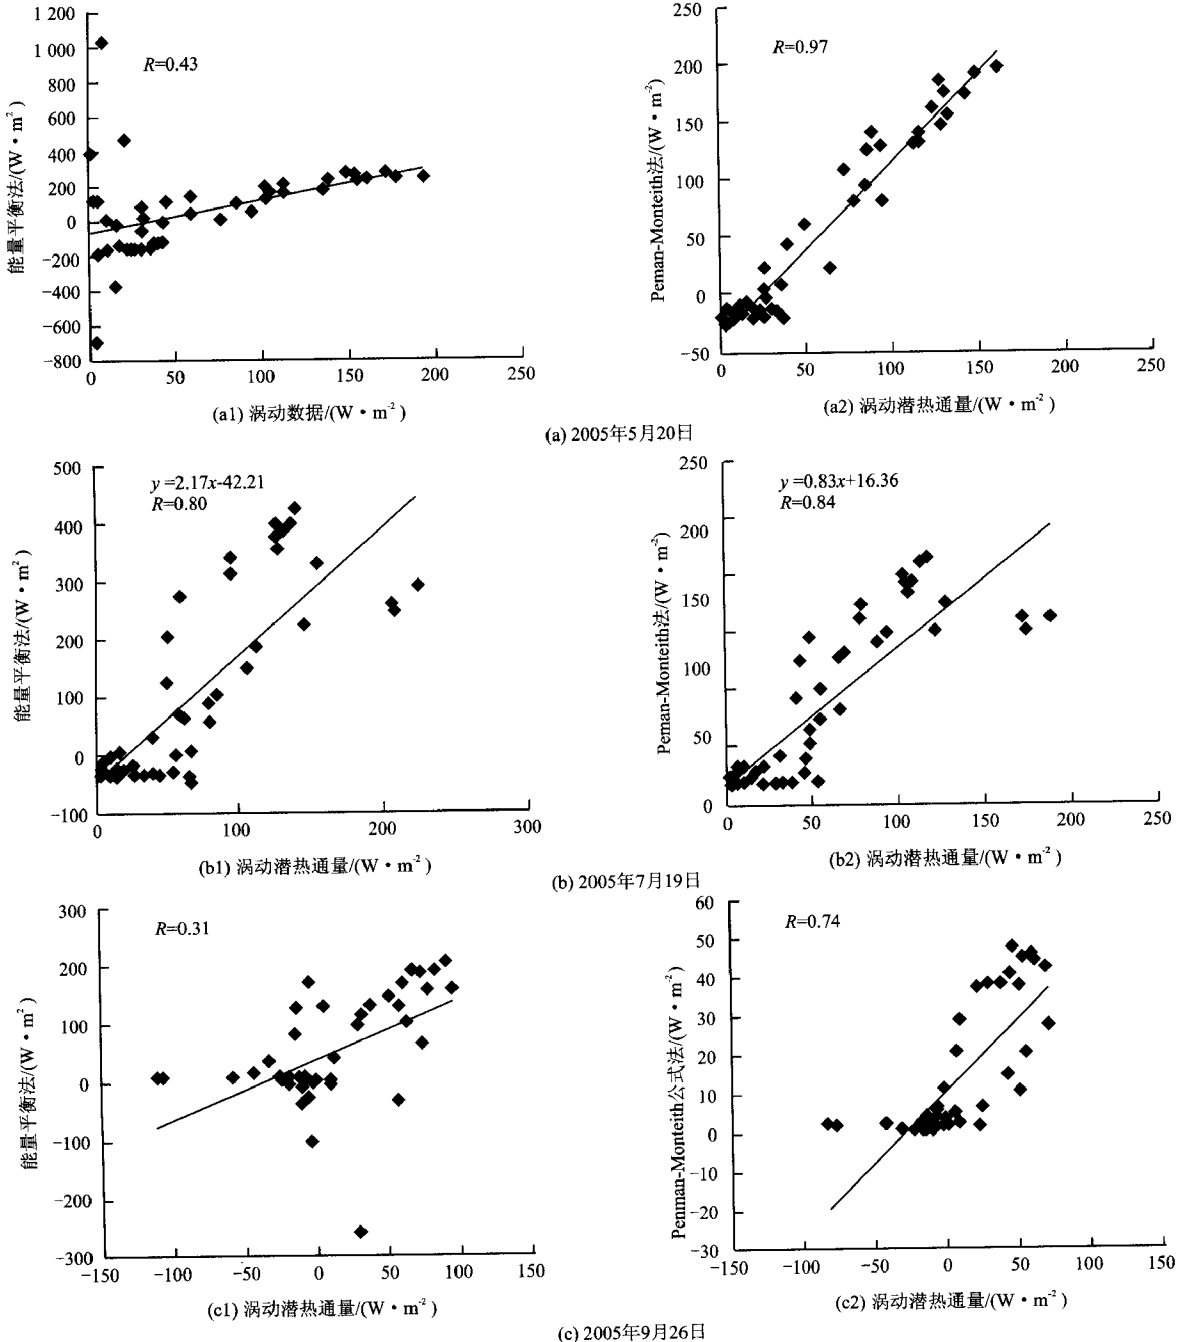 1 200
1 000
800
600
400
200
0
−200
−400
−600
−800
R=0.43
能量平衡法/(W·m²)
0 50 100 150 200 250
(a1) 涡动数据/(W·m⁻²)
250
200
150
100
50
0
−50
R=0.97
Peman-Monteith法/(W·m²)
0 50 100 150 200 250
(a2) 涡动潜热通量/(W·m⁻²)
(a) 2005年5月20日
500
400
300
200
100
0
−100
y=2.17x-42.21
R=0.80
能量平衡法/(W·m²)
0 100 200 300
(b1) 涡动潜热通量/(W·m⁻²)
250
200
150
100
50
0
y=0.83x+16.36
R=0.84
Peman-Monteith法/(W·m²)
0 50 100 150 200 250
(b2) 涡动潜热通量/(W·m⁻²)
(b) 2005年7月19日
300
200
100
0
−100
−200
−300
R=0.31
能量平衡法/(W·m²)
−150 −100 −50 0 50 100 150
(c1) 涡动潜热通量/(W·m⁻²)
60
50
40
30
20
10
0
−10
−20
−30
R=0.74
Penman-Monteith公式法/(W·m²)
−150 −100 −50 0 50 100 150
(c2) 涡动潜热通量/(W·m⁻²)
(c) 2005年9月26日